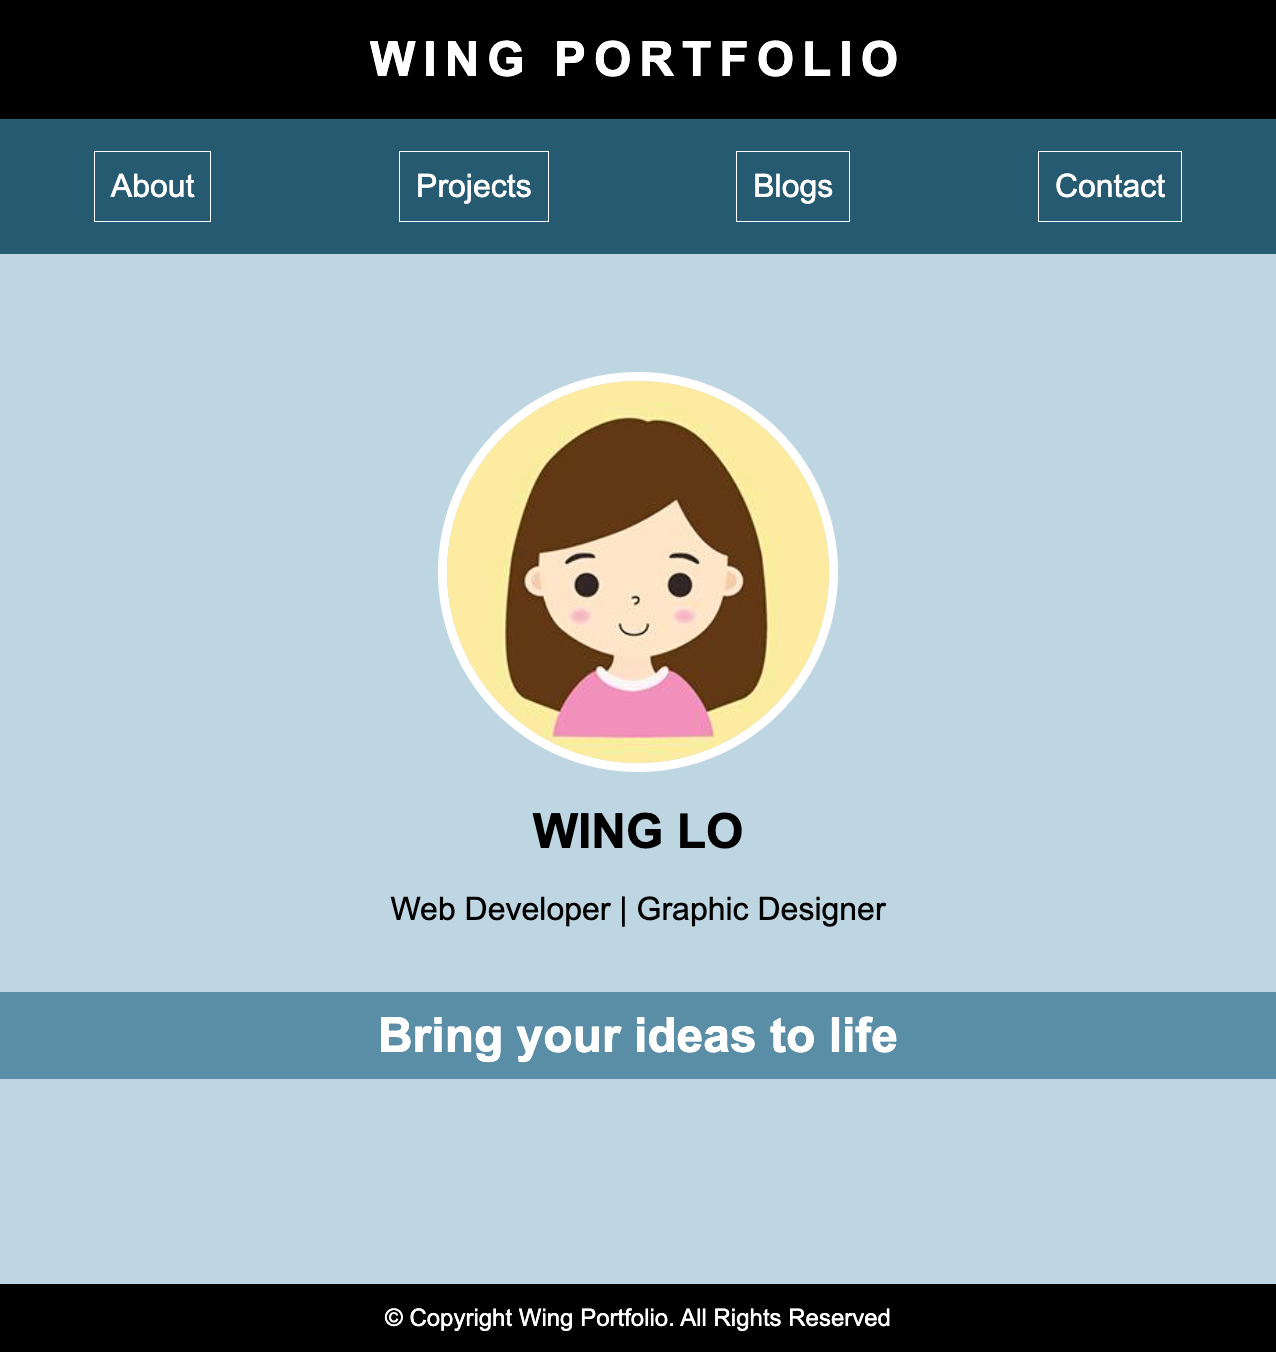 WING PORTFOLIO
About Projects Blogs Contact
WING LO
Web Developer | Graphic Designer
Bring your ideas to life
© Copyright Wing Portfolio. All Rights Reserved